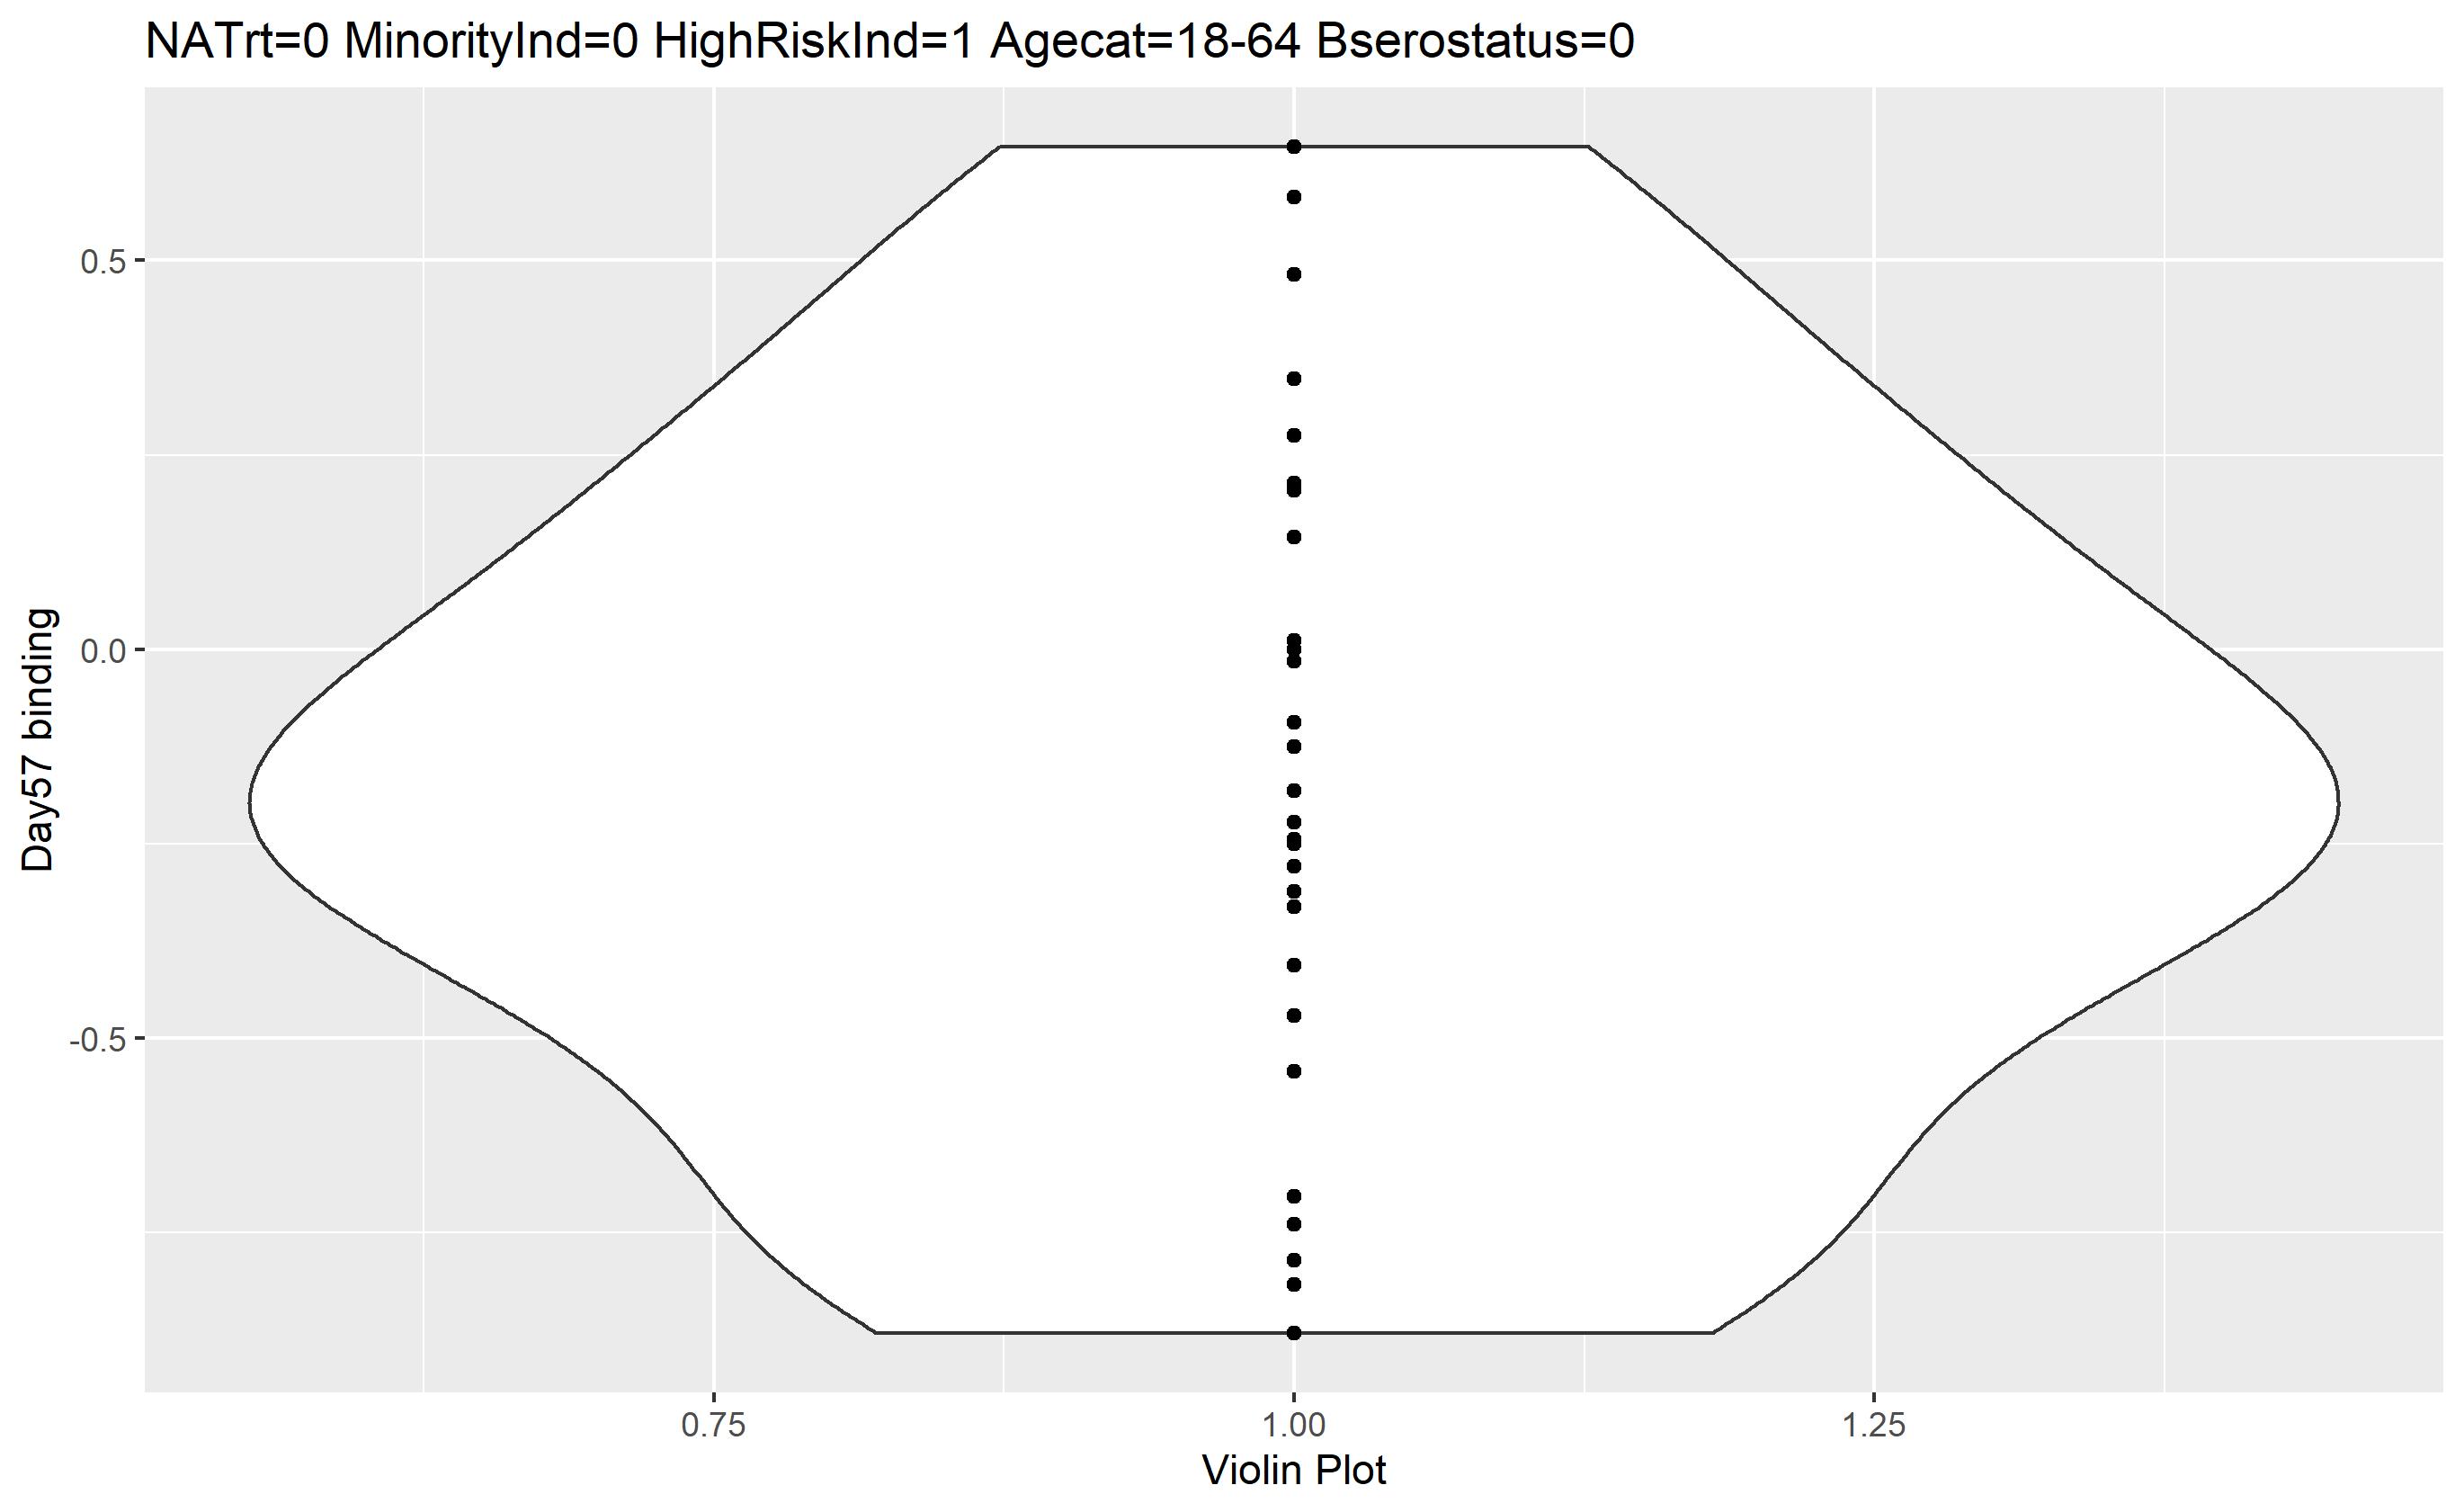 NATrt=0 MinorityInd=0 HighRiskInd=1 Agecat=18-64 Bserostatus=0
Day57 binding
0.5
0.0
-0.5
0.75 1.00 1.25
Violin Plot